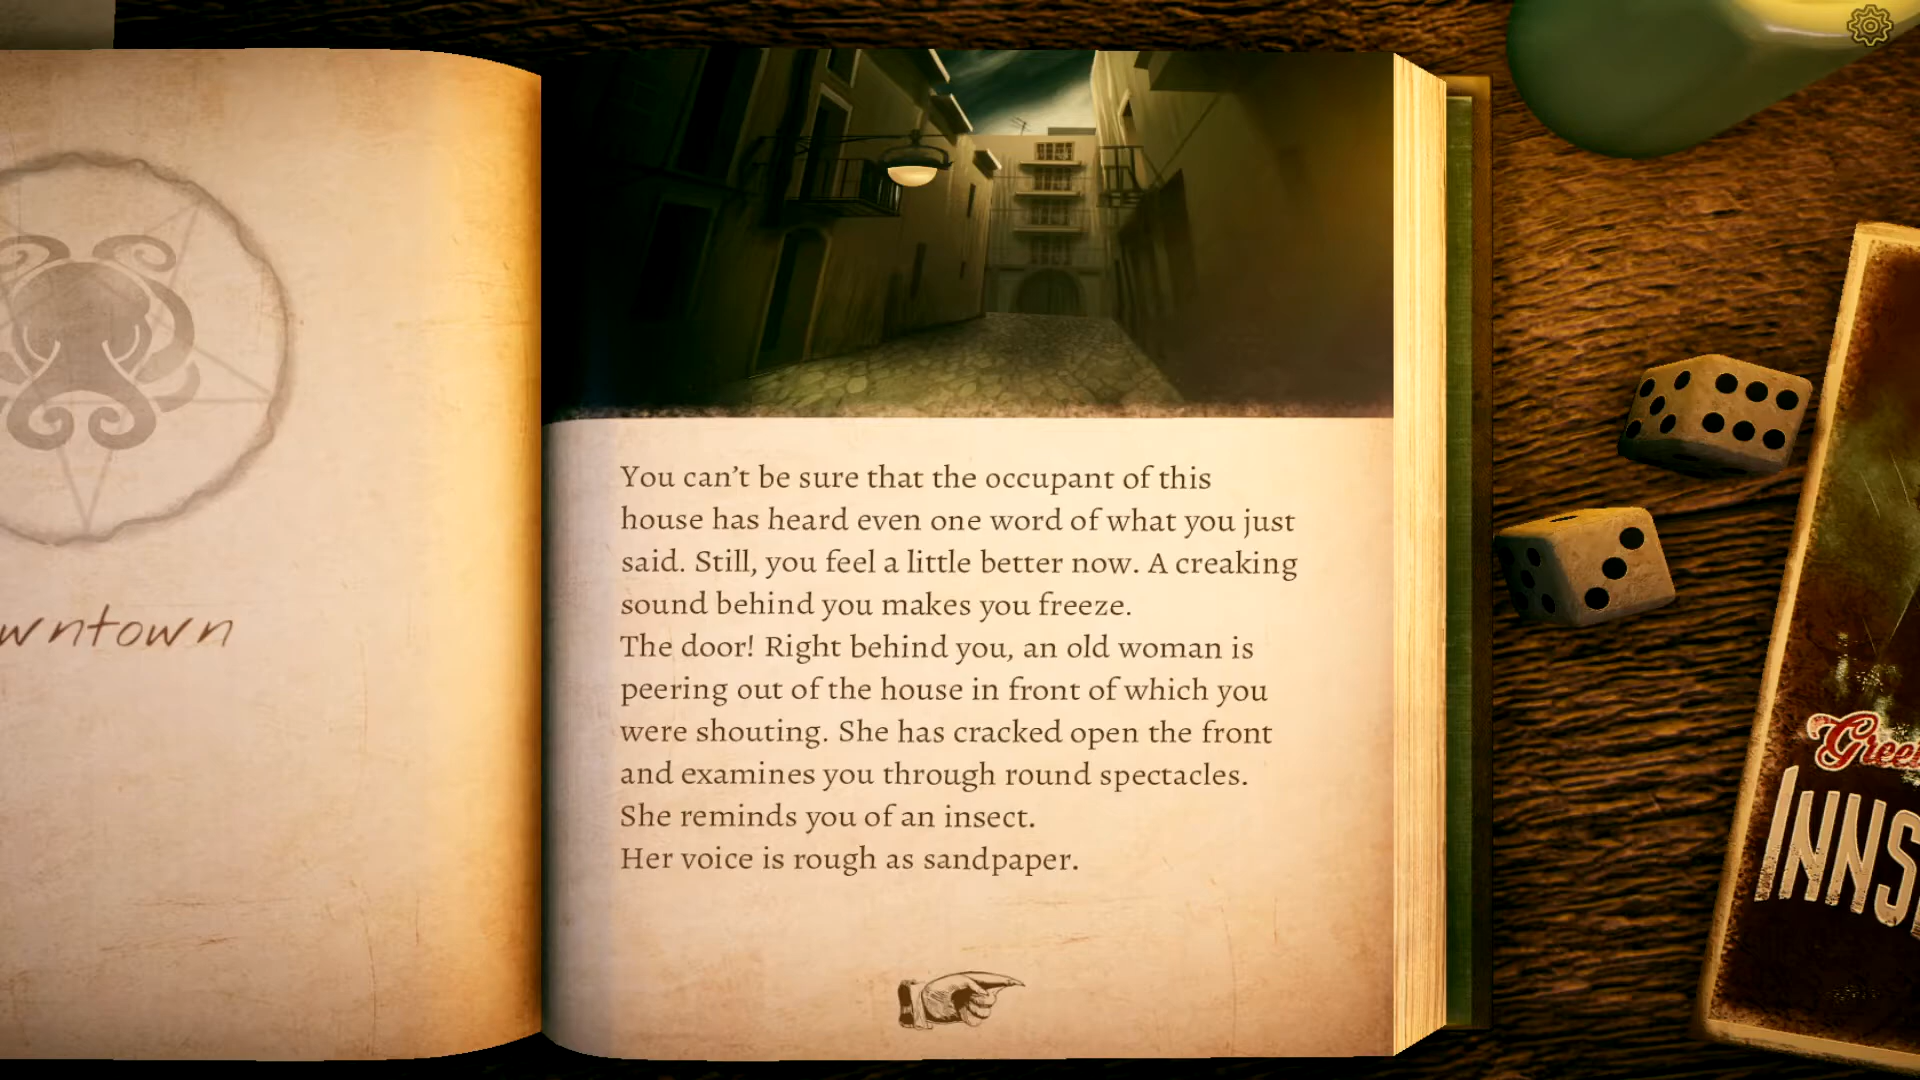 wntown
You can't be sure that the occupant of this
house has heard even one word of what you just
said. Still, you feel a little better now. A creaking
sound behind you makes you freeze.
The door! Right behind you, an old woman is
peering out of the house in front of which you
were shouting. She has cracked open the front
and examines you through round spectacles.
She reminds you of an insect.
Her voice is rough as sandpaper.
Gree
INNS